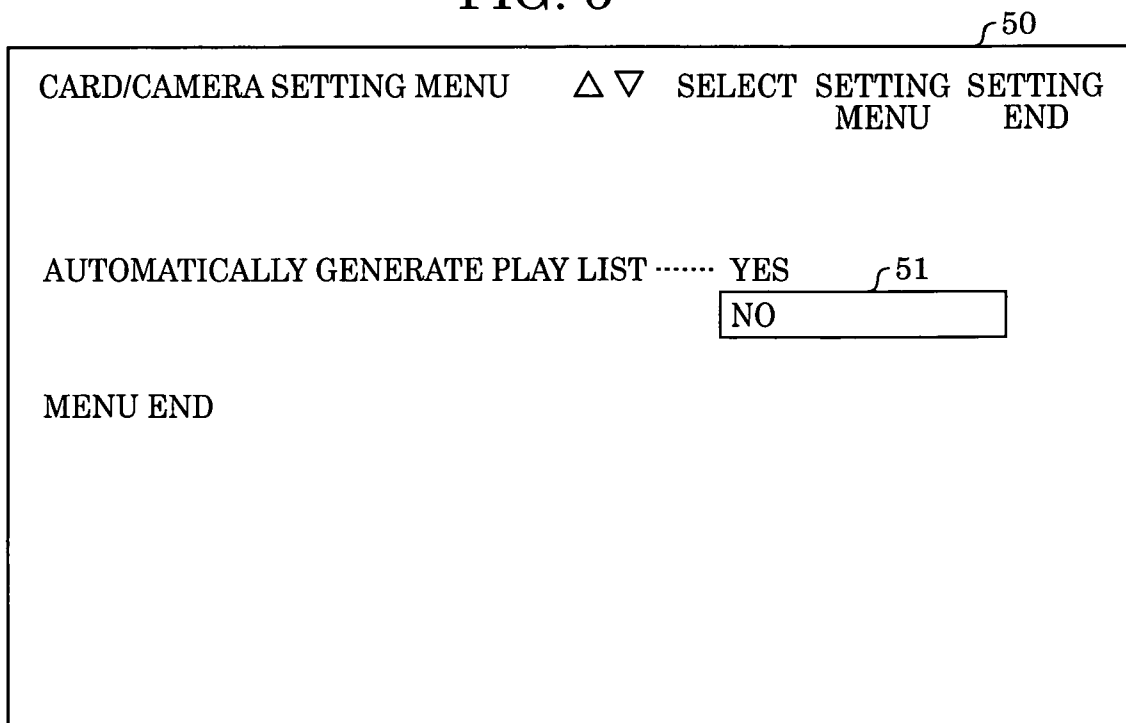 50
CARD/CAMERA SETTING MENU △ ▽ SELECT SETTING SETTING
MENU END
AUTOMATICALLY GENERATE PLAY LIST ······· YES 51
NO
MENU END